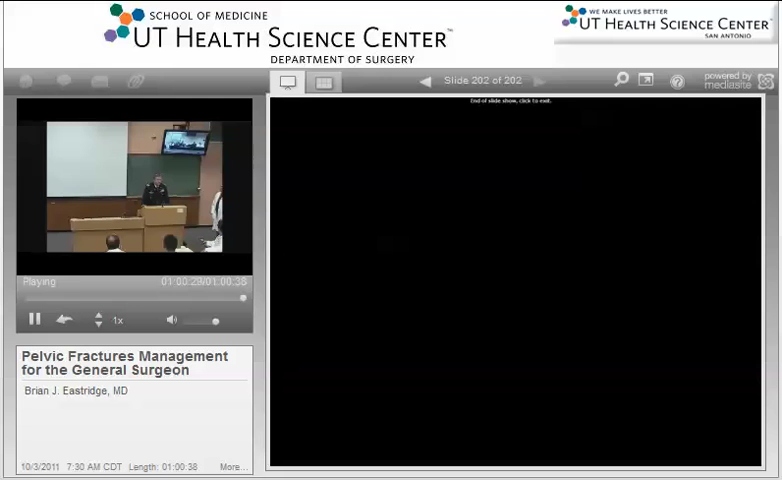 SCHOOL OF MEDICINE
UT HEALTH SCIENCE CENTER™
DEPARTMENT OF SURGERY
WE MAKE LIVES BETTER
UT HEALTH SCIENCE CENTER
SAN ANTONIO
Slide 202 of 202
powered by
mediasite
End of slide show, click to exit.
Playing
01:00:29/01:00:38
1x
Pelvic Fractures Management
for the General Surgeon
Brian J. Eastridge, MD
10/3/2011 7:30 AM CDT Length: 01:00:38 More...